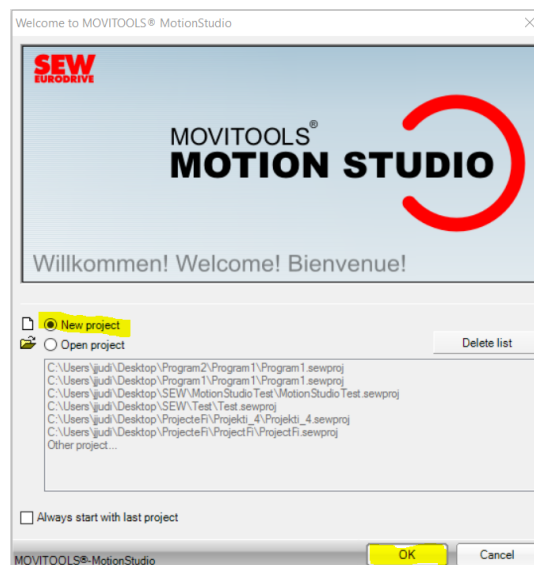 Welcome to MOVITOOLS® MotionStudio
SEW
EURODRIVE
MOVITOOLS®
MOTION STUDIO
Willkommen! Welcome! Bienvenue!
New project
Open project
Delete list
C:\Users\jjudi\Desktop\Program2\Program1\Program1.sewproj
C:\Users\jjudi\Desktop\Program1\Program1\Program1.sewproj
C:\Users\jjudi\Desktop\SEW\MotionStudioTest\MotionStudioTest.sewproj
C:\Users\jjudi\Desktop\SEW\Test\Test.sewproj
C:\Users\jjudi\Desktop\ProjecteFi\Projekti_4\Projekti_4.sewproj
C:\Users\jjudi\Desktop\ProjecteFi\ProjectFi\ProjectFi.sewproj
Other project...
Always start with last project
MOVITOOLS®-MotionStudio
OK
Cancel